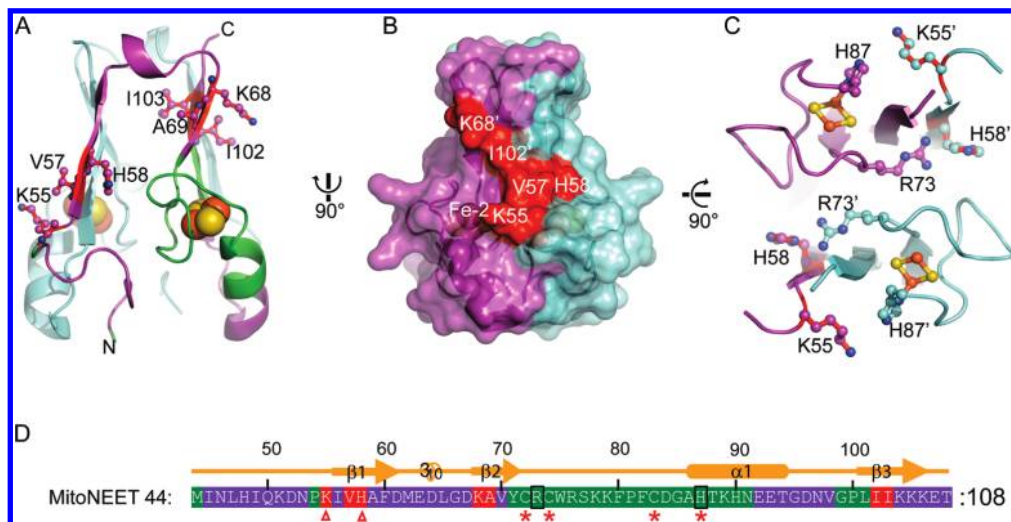 A B C
C
K55'
H87
I103
K68
A69'
I102
V57
H58
K55
N
90°
K68'
I102'
V57
H58
Fe-2
K55
90°
H58'
R73
R73'
H58
K55
H87'
D
50 60 70 80 90 100
β1 3₁₀ β2 α1 β3
MitoNEET 44: MINLHIQKDNPKIVHAFDMEDLGDKAVYCRCWRSKKFPFCDGAHTKHNEETGDNVGPLIIKKKET :108
* * * *